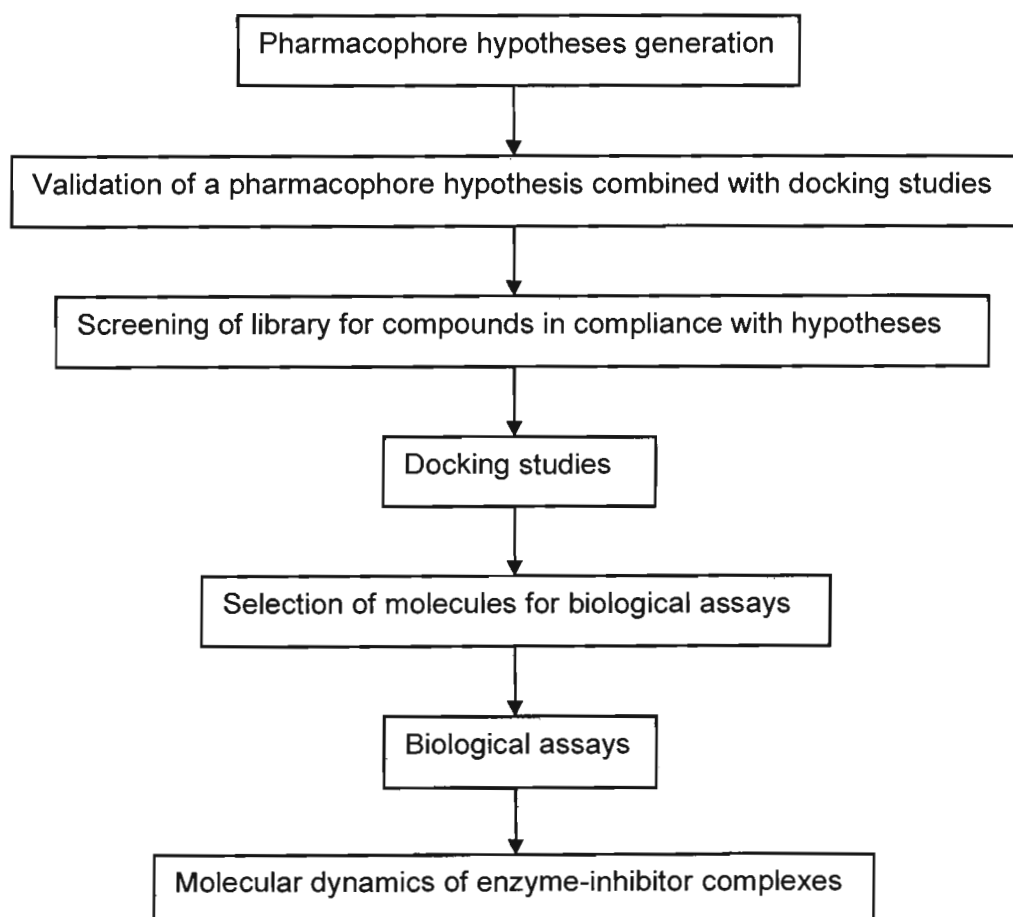 Pharmacophore hypotheses generation
Validation of a pharmacophore hypothesis combined with docking studies
Screening of library for compounds in compliance with hypotheses
Docking studies
Selection of molecules for biological assays
Biological assays
Molecular dynamics of enzyme-inhibitor complexes